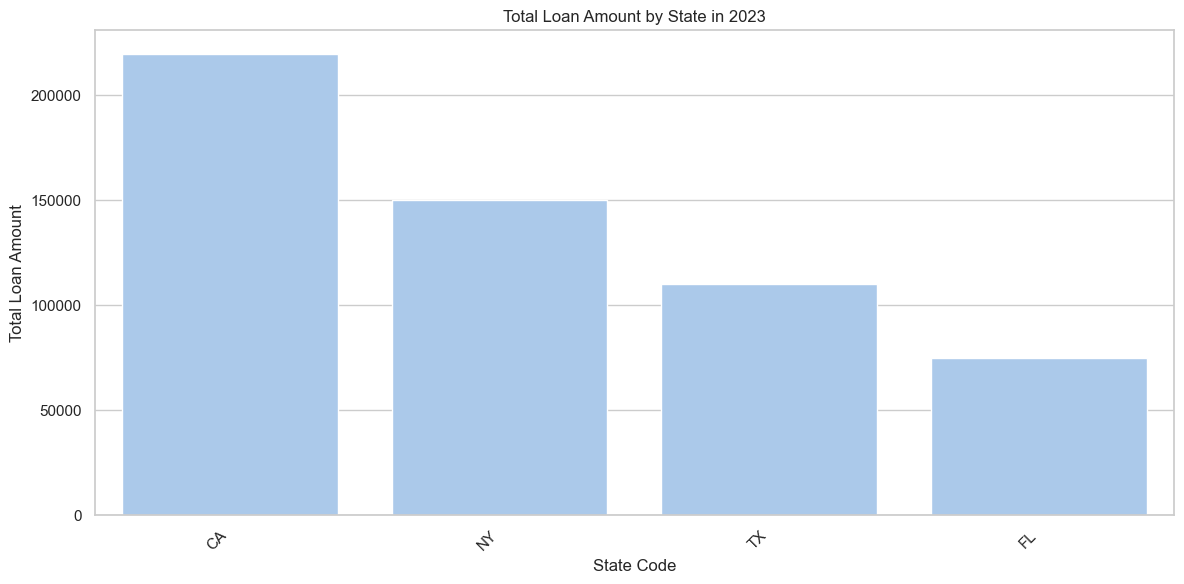 Total Loan Amount by State in 2023
Total Loan Amount
200000
150000
100000
50000
0
CA
NY
TX
FL
State Code